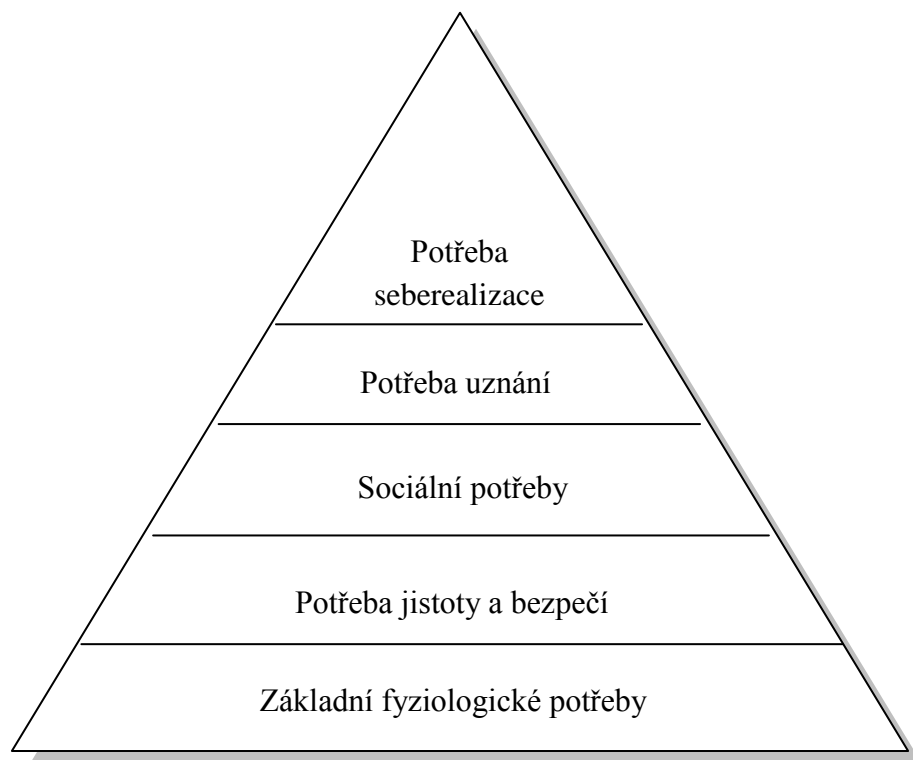 Potřeba
seberealizace
Potřeba uznání
Sociální potřeby
Potřeba jistoty a bezpečí
Základní fyziologické potřeby